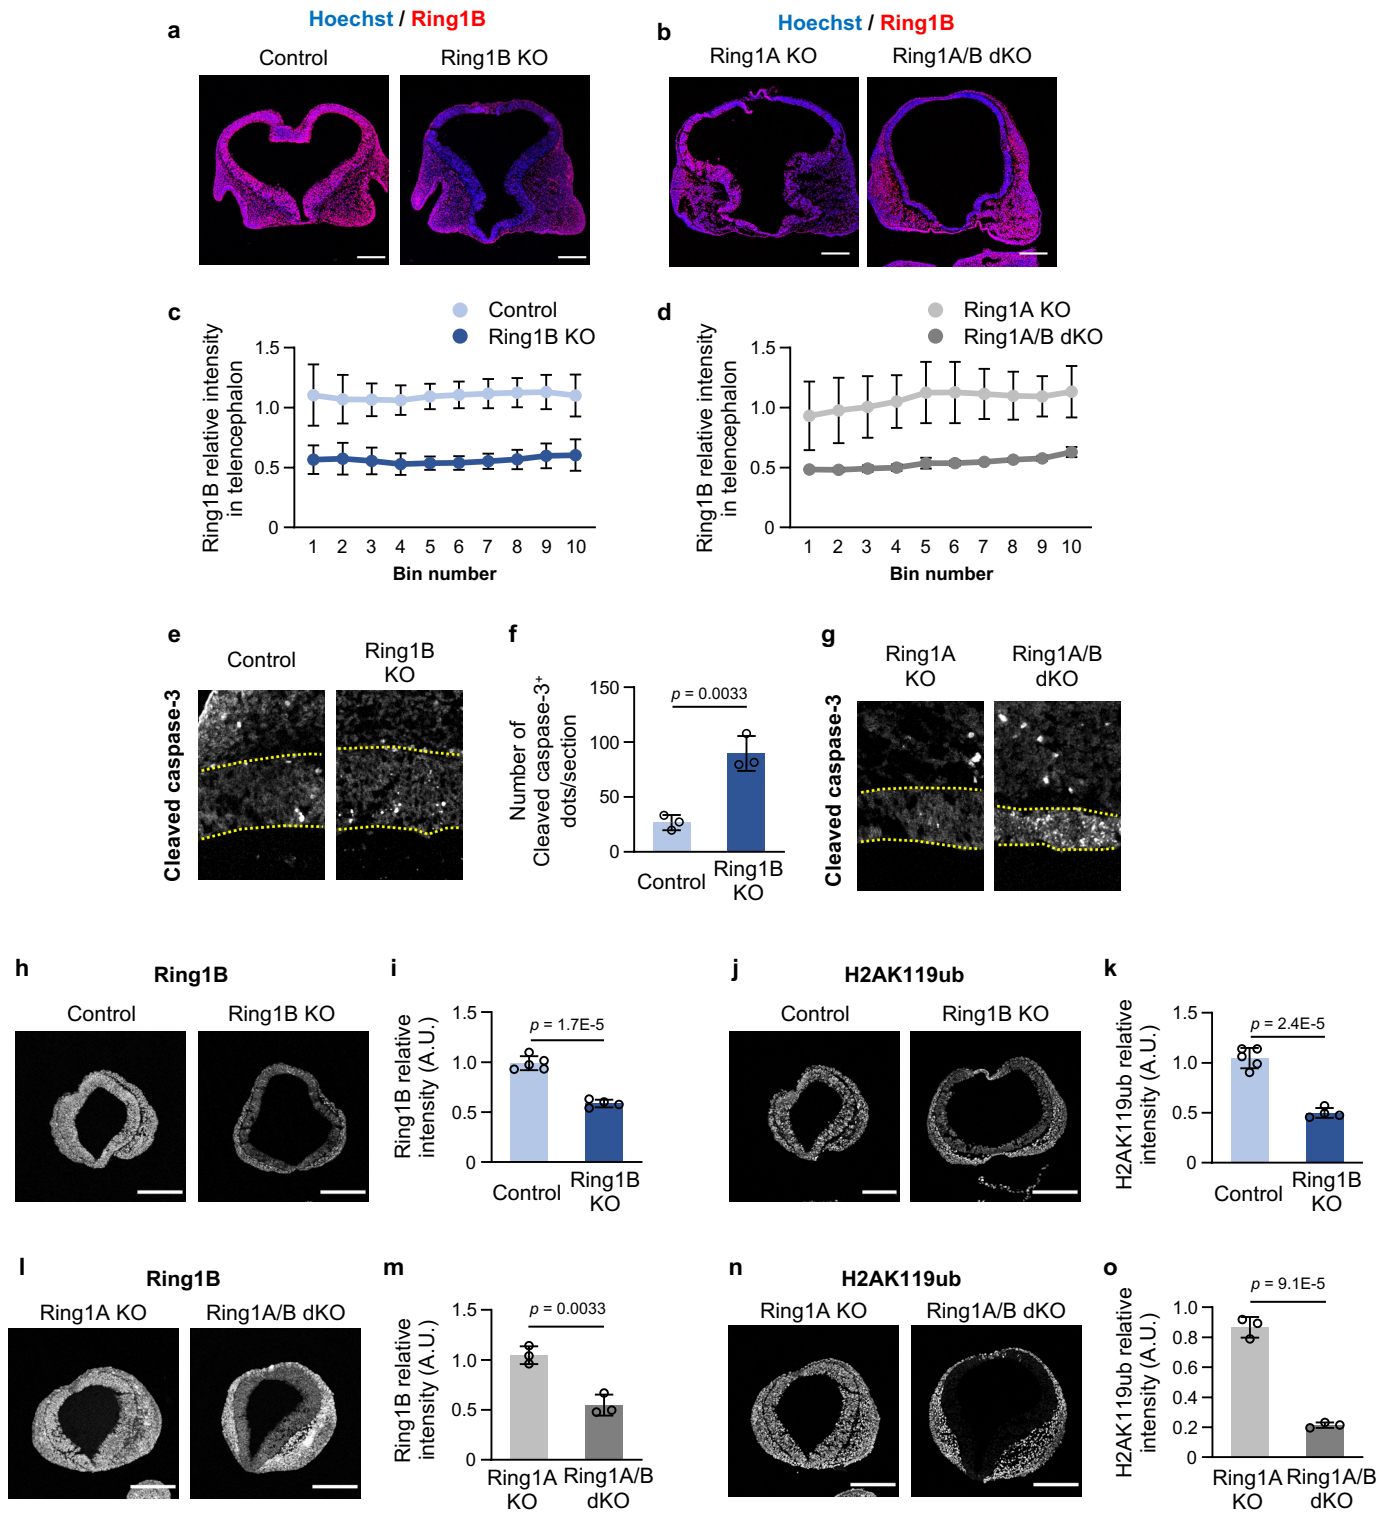 a
Hoechst / Ring1B
Control
Ring1B KO
b
Hoechst / Ring1B
Ring1A KO
Ring1A/B dKO
c
Control
Ring1B KO
Ring1B relative intensity
in telencephalon
1.5
1.0
0.5
0
1 2 3 4 5 6 7 8 9 10
Bin number
d
Ring1A KO
Ring1A/B dKO
Ring1B relative intensity
in telencephalon
1.5
1.0
0.5
0
1 2 3 4 5 6 7 8 9 10
Bin number
e
Control
Ring1B
KO
Cleaved caspase-3
f
Number of
Cleaved caspase-3⁺
dots/section
150
100
50
0
p = 0.0033
Control
Ring1B
KO
g
Ring1A
KO
Ring1A/B
dKO
Cleaved caspase-3
h
Ring1B
Control
Ring1B KO
i
Ring1B relative
intensity (A.U.)
1.5
1.0
0.5
0
p = 1.7E-5
Control
Ring1B
KO
j
H2AK119ub
Control
Ring1B KO
k
H2AK119ub relative
intensity (A.U.)
1.5
1.0
0.5
0
p = 2.4E-5
Control
Ring1B
KO
l
Ring1B
Ring1A KO
Ring1A/B dKO
m
Ring1B relative
intensity (A.U.)
1.5
1.0
0.5
0
p = 0.0033
Ring1A
KO
Ring1A/B
dKO
n
H2AK119ub
Ring1A KO
Ring1A/B dKO
o
H2AK119ub relative
intensity (A.U.)
1.0
0.8
0.6
0.4
0.2
0
p = 9.1E-5
Ring1A
KO
Ring1A/B
dKO